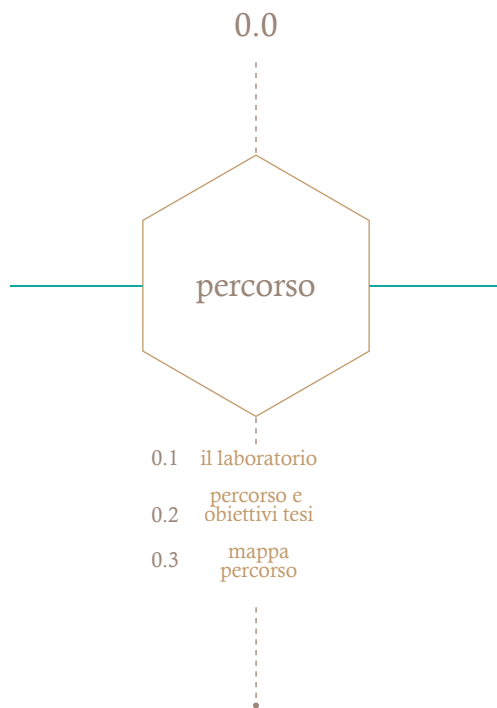 0.0
percorso
0.1 il laboratorio
percorso e
0.2 obiettivi tesi
0.3 mappa
percorso